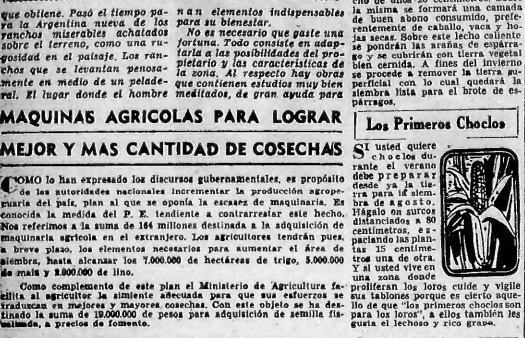 que obtiene. Pasó el tiempo pa-
ra la Argentina nueva de los
ranchos miserables achatados
sobre el terreno, como una ru-
gosidad en el paisaje. Los ran-
chos que se levantan penosa-
mente en medio de un pelade-
ral. El lugar donde el hombre
nan elementos indispensables
para su bienestar.
No es necesario que gaste una
fortuna. Todo consiste en adap-
tarla a las posibilidades del pro-
pietario y las características de
la zona. Al respecto hay obras
que contienen estudios muy bien
meditados, de gran ayuda para
MAQUINAS AGRICOLAS PARA LOGRAR
MEJOR Y MAS CANTIDAD DE COSECHAS
COMO lo han expresado los discursos gubernamentales, es propósito
de las autoridades nacionales incrementar la producción agrope-
cuaria del país, plan al que se oponía la escasez de maquinaria. Es
conocida la medida del P. E. tendiente a contrarrestar este hecho.
Nos referimos a la suma de 164 millones destinada a la adquisición de
maquinaria agrícola en el extranjero. Los agricultores tendrán pues,
a breve plazo, los elementos necesarios para aumentar el área de
siembra, hasta alcanzar los 7.000.000 de hectáreas de trigo, 5.000.000
de maíz y 2.000.000 de lino.
Como complemento de este plan el Ministerio de Agricultura fa-
cilita al agricultor la simiente adecuada para que sus esfuerzos se
traduzcan en mejores y mayores cosechas. Con este objeto se ha des-
tinado la suma de 19.000.000 de pesos para adquisición de semilla fis-
calizada, a precios de fomento.
la misma se formará una camada
de buen abono consumido, prefe-
rentemente de caballo, vaca y ho-
jas secas. Sobre este lecho caliente
se pondrán las arañas de espárra-
go y se cubrirán con tierra vegetal
bien cernida. A fines del invierno
se procede a remover la tierra su-
perficial con lo cual quedará la
siembra lista para el brote de es-
párragos.
Los Primeros Choclos
SI usted quiere
choclos du-
rante el verano
debe preparar
desde ya la tie-
rra para la siem-
bra de agosto.
Hágalo en surcos
distanciados a 80
centímetros, es-
paciando las plan-
tas 15 centíme-
tros una de otra.
Y si usted vive en
una zona donde
proliferan los loros cuide y vigile
sus tablones porque es cierto aque-
llo de que "los primeros choclos son
para los loros", a ellos también les
gusta el lechoso y rico grano.